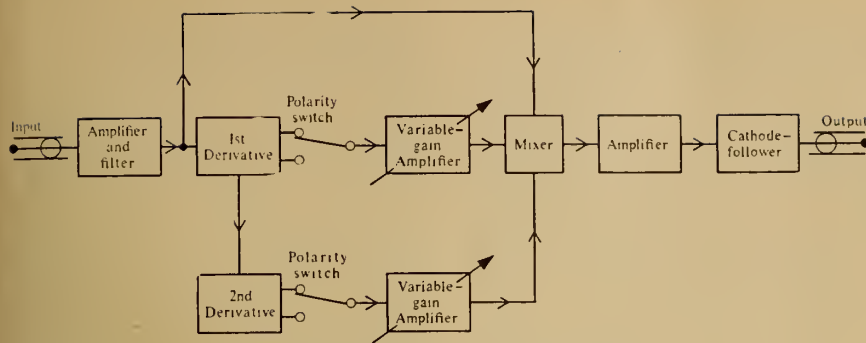 Input
Amplifier
and
filter
1st
Derivative
Polarity
switch
Variable-
gain
Amplifier
Mixer
Amplifier
Cathode-
follower
Output
2nd
Derivative
Polarity
switch
Variable-
gain
Amplifier